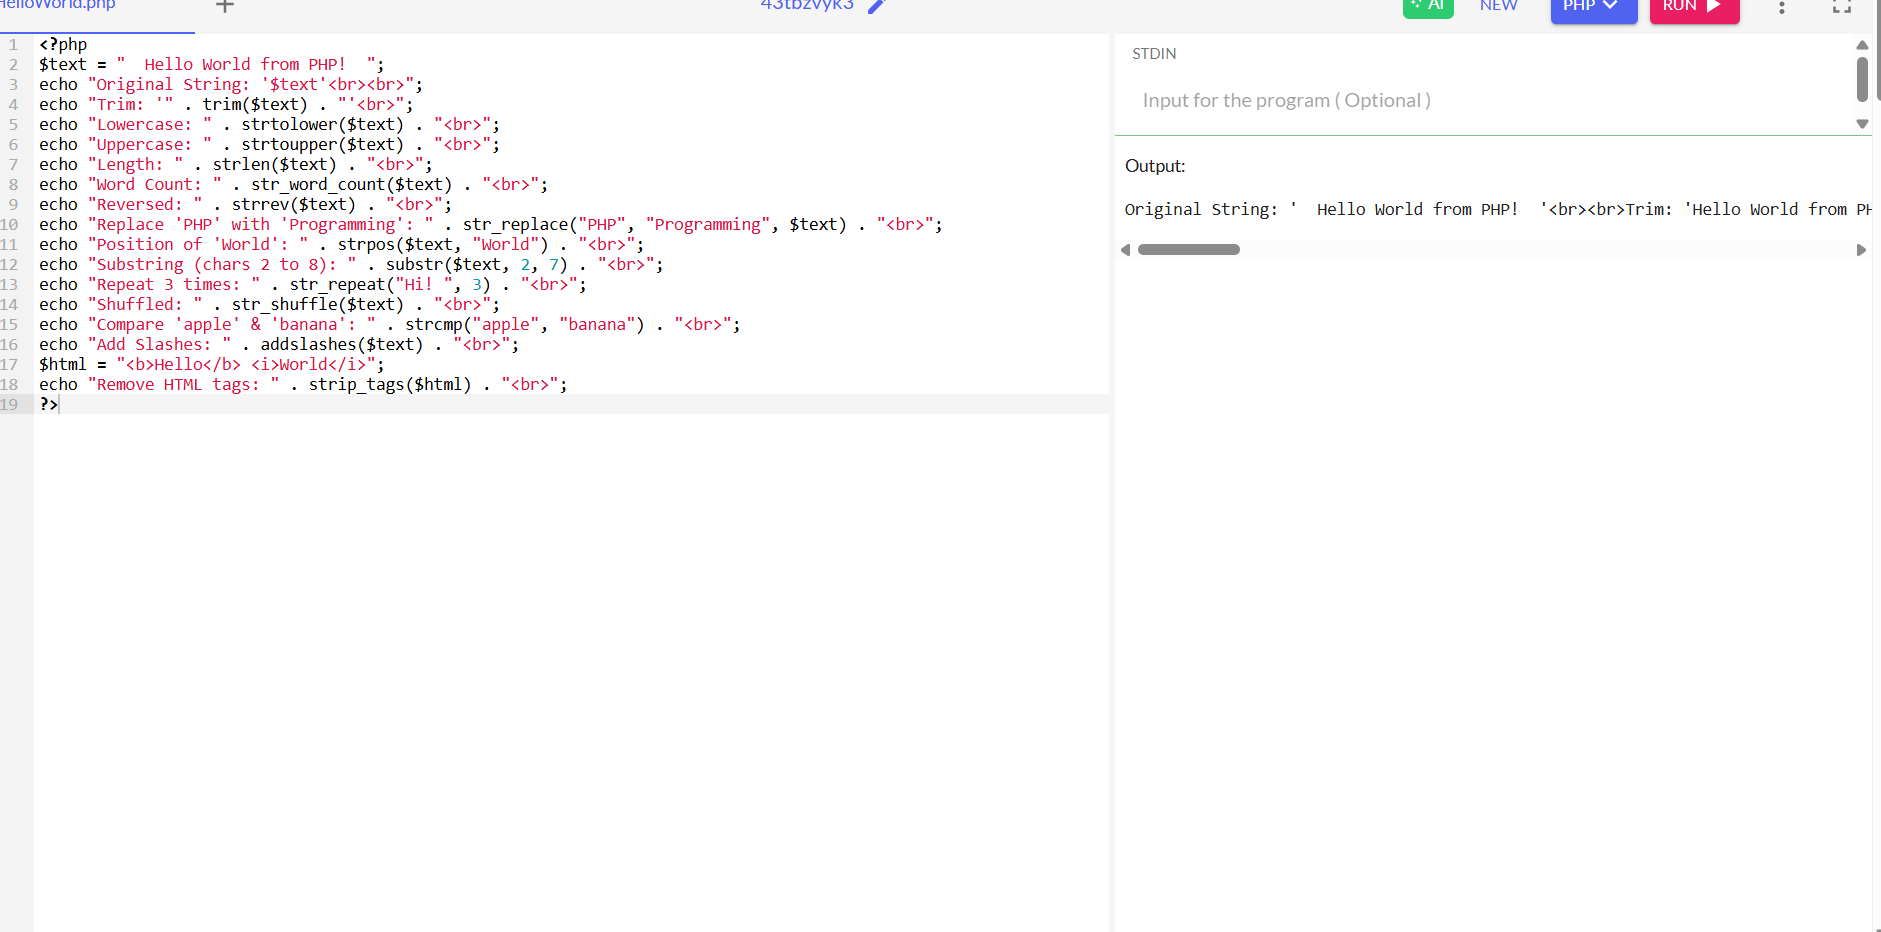 HelloWorld.php
+
43tbzvyk3
AI
NEW
PHP
RUN
1 <?php
2 $text = "  Hello World from PHP!  ";
3 echo "Original String: '$text'<br><br>";
4 echo "Trim: '" . trim($text) . "'<br>";
5 echo "Lowercase: " . strtolower($text) . "<br>";
6 echo "Uppercase: " . strtoupper($text) . "<br>";
7 echo "Length: " . strlen($text) . "<br>";
8 echo "Word Count: " . str_word_count($text) . "<br>";
9 echo "Reversed: " . strrev($text) . "<br>";
10 echo "Replace 'PHP' with 'Programming': " . str_replace("PHP", "Programming", $text) . "<br>";
11 echo "Position of 'World': " . strpos($text, "World") . "<br>";
12 echo "Substring (chars 2 to 8): " . substr($text, 2, 7) . "<br>";
13 echo "Repeat 3 times: " . str_repeat("Hi! ", 3) . "<br>";
14 echo "Shuffled: " . str_shuffle($text) . "<br>";
15 echo "Compare 'apple' & 'banana': " . strcmp("apple", "banana") . "<br>";
16 echo "Add Slashes: " . addslashes($text) . "<br>";
17 $html = "<b>Hello</b> <i>World</i>";
18 echo "Remove HTML tags: " . strip_tags($html) . "<br>";
19 ?>
STDIN
Input for the program ( Optional )
Output:
Original String: '  Hello World from PHP!  '<br><br>Trim: 'Hello World from PH